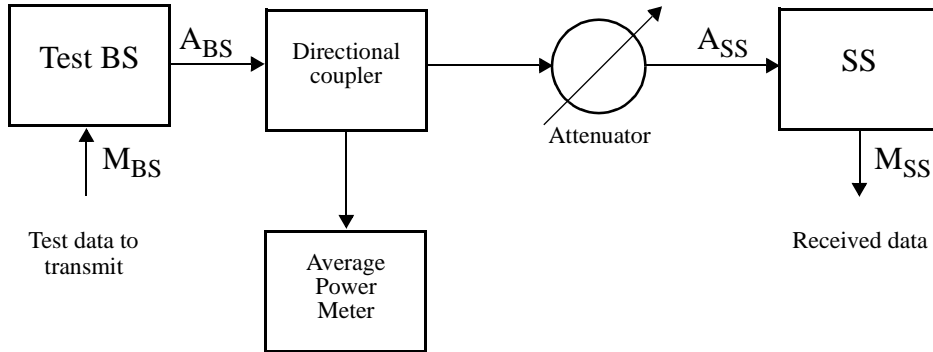 Test BS
A_BS
Directional
coupler
A_SS
SS
Attenuator
M_BS
M_SS
Test data to
transmit
Average
Power
Meter
Received data